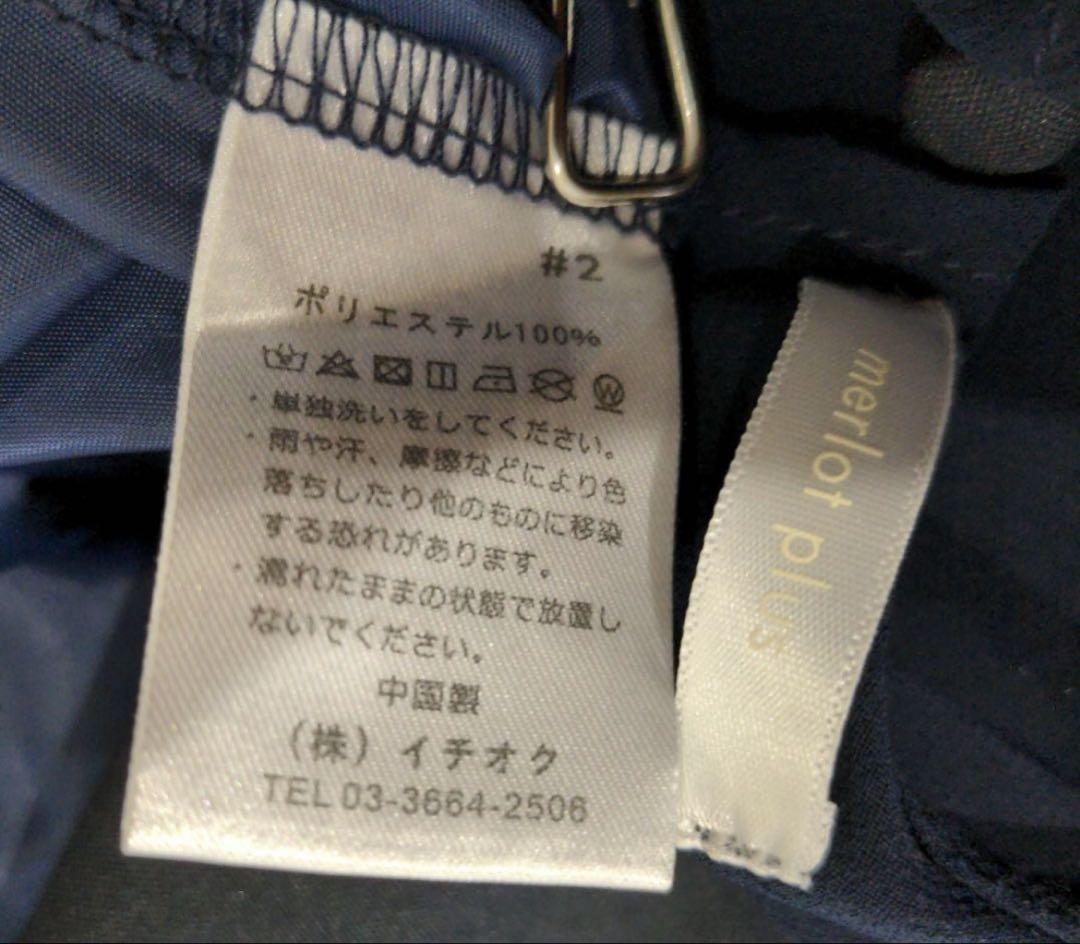 #2
ポリエステル100%
W
・単独洗いをしてください。
・雨や汗、摩擦などにより色
落ちしたり他のものに移染
する恐れがあります。
・濡れたままの状態で放置し
ないでください。
中国製
(株)イチオク
TEL 03-3664-2506
merlot plus